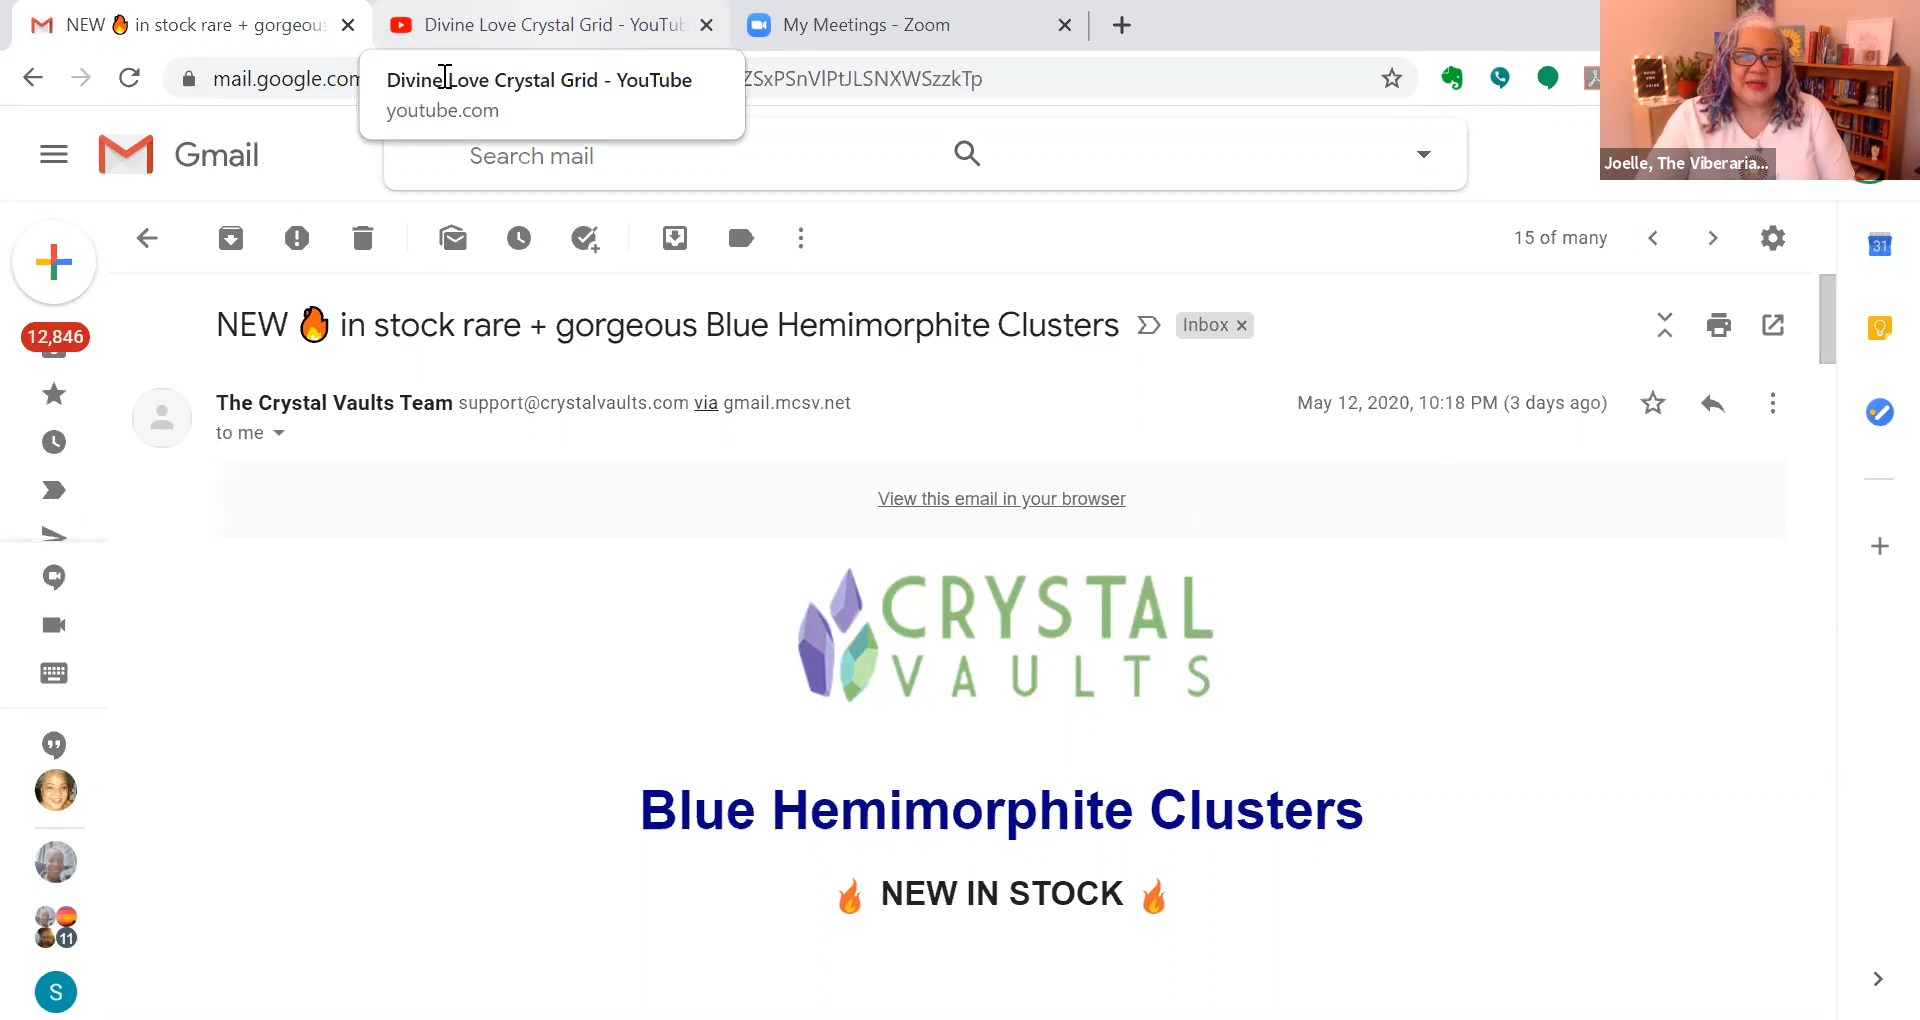 NEW 🔥 in stock rare + gorgeous
Divine Love Crystal Grid - YouTub
My Meetings - Zoom
mail.google.com
ZSxPSnVlPtJLSNXWSzzkTp
Divine Love Crystal Grid - YouTube
youtube.com
Gmail
Search mail
Joelle, The Viberaria...
15 of many
31
12,846
NEW 🔥 in stock rare + gorgeous Blue Hemimorphite Clusters
Inbox ×
The Crystal Vaults Team support@crystalvaults.com via gmail.mcsv.net
May 12, 2020, 10:18 PM (3 days ago)
to me
View this email in your browser
CRYSTAL
VAULTS
Blue Hemimorphite Clusters
🔥 NEW IN STOCK 🔥
11
S